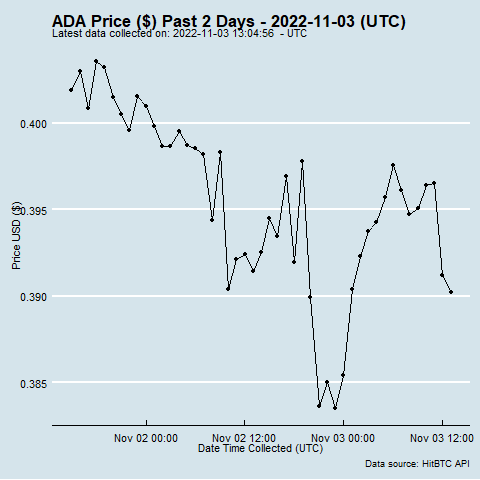 ADA Price ($) Past 2 Days - 2022-11-03 (UTC)
Latest data collected on: 2022-11-03 13:04:56  - UTC
0.400
0.395
0.390
0.385
Price USD ($)
Nov 02 00:00
Nov 02 12:00
Nov 03 00:00
Nov 03 12:00
Date Time Collected (UTC)
Data source: HitBTC API